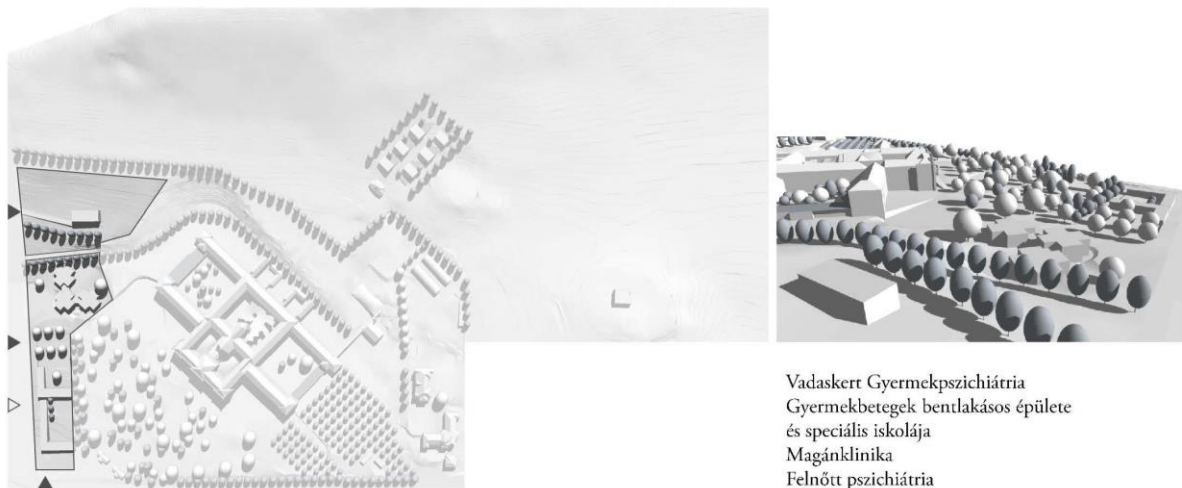 Vadaskert Gyermekpszichiátria
Gyermekbetegek bentlakásos épülete
és speciális iskolája
Magánklinika
Felnőtt pszichiátria